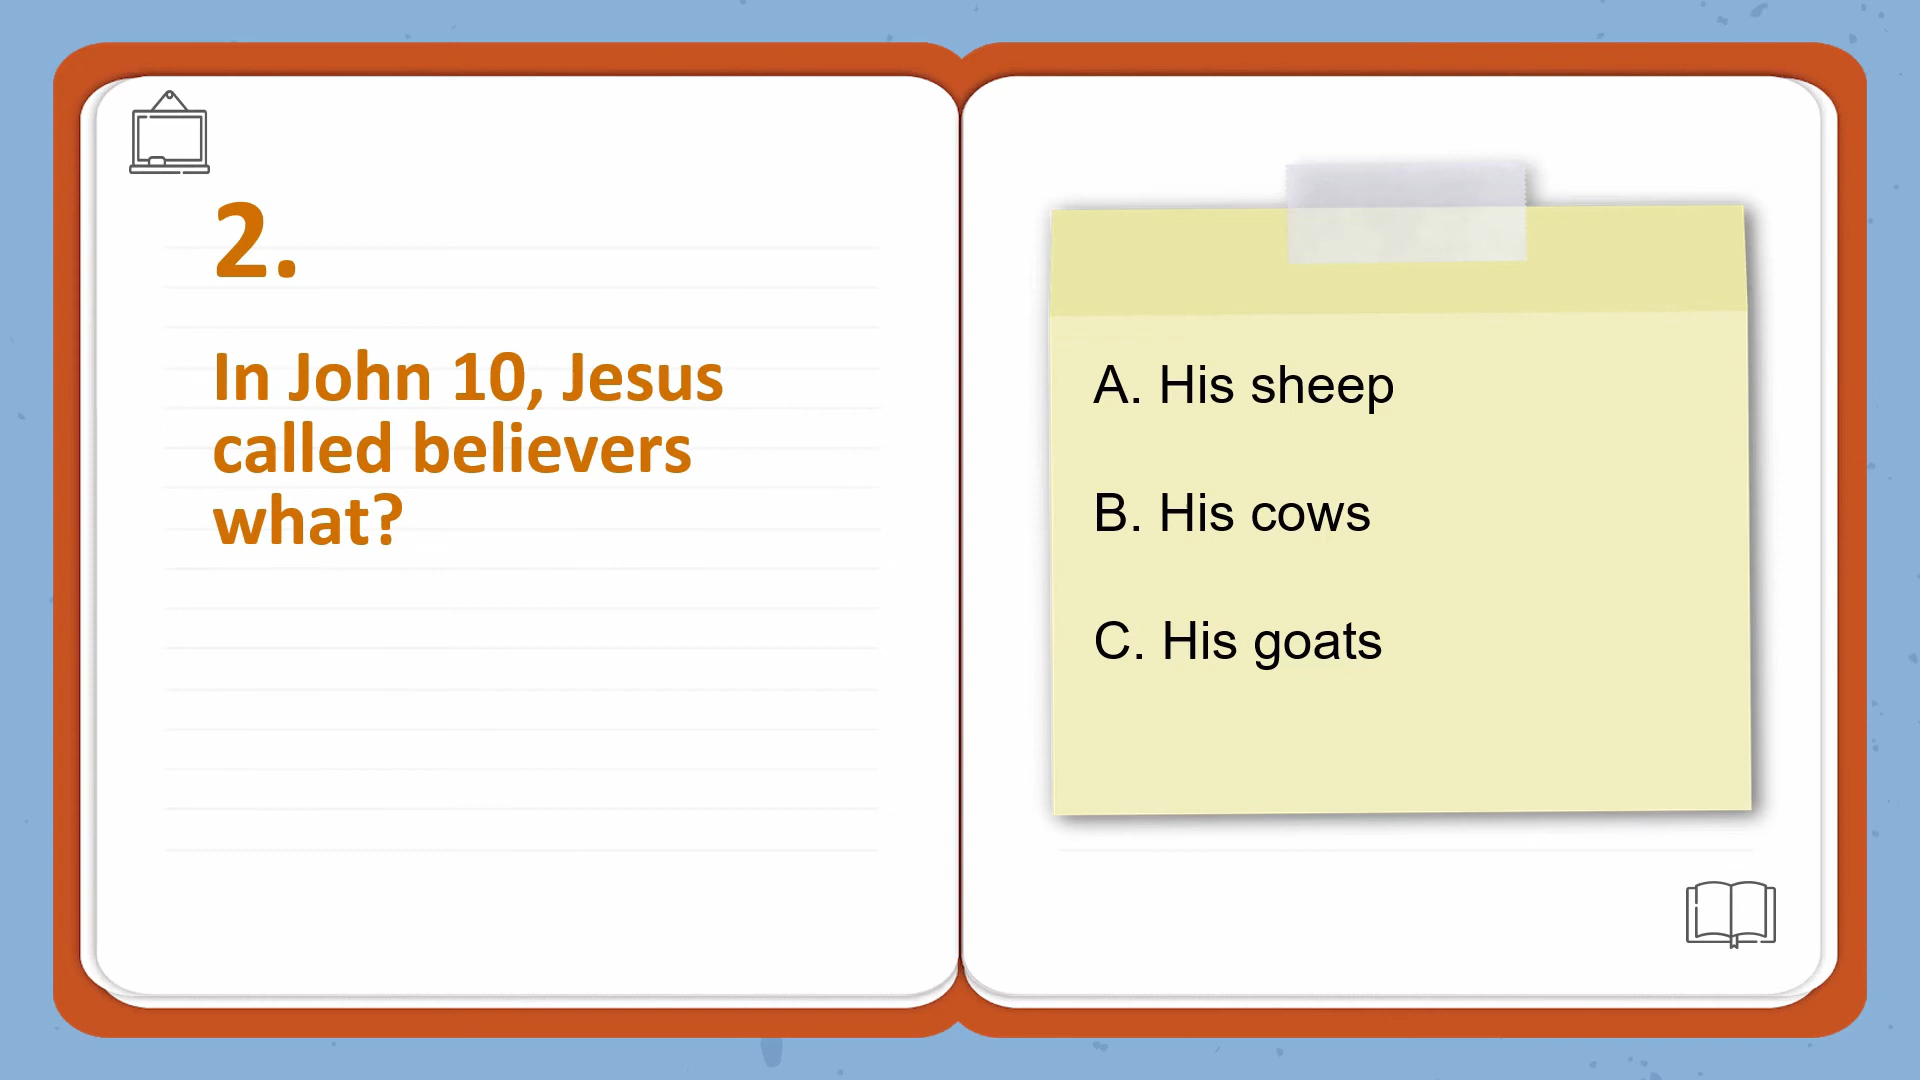 2.
In John 10, Jesus
called believers
what?
A. His sheep
B. His cows
C. His goats